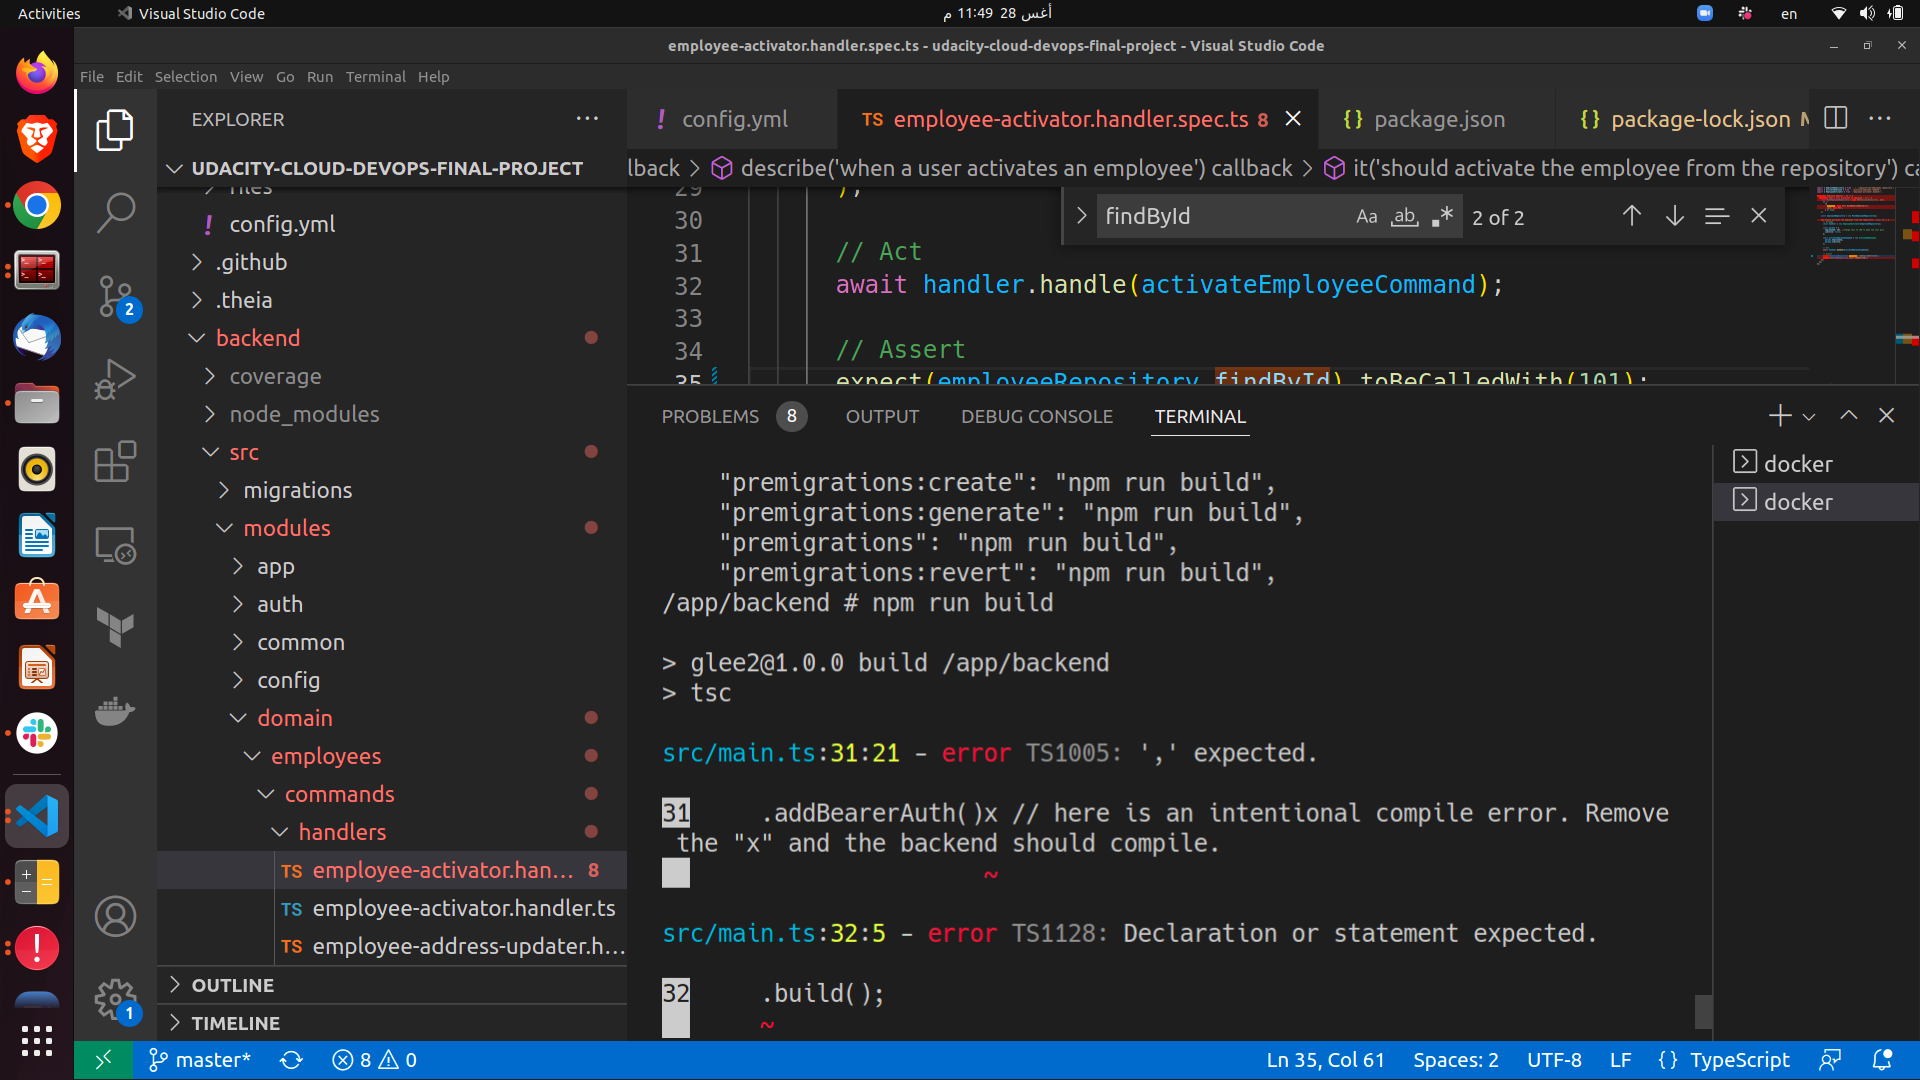 Activities
Visual Studio Code
أغس 28 11:49 م
en
employee-activator.handler.spec.ts - udacity-cloud-devops-final-project - Visual Studio Code
File Edit Selection View Go Run Terminal Help
EXPLORER
UDACITY-CLOUD-DEVOPS-FINAL-PROJECT
files
! config.yml
.github
.theia
backend
coverage
node_modules
src
migrations
modules
app
auth
common
config
domain
employees
commands
handlers
TS employee-activator.han... 8
TS employee-activator.handler.ts
TS employee-address-updater.h...
OUTLINE
TIMELINE
2
1
! config.yml
TS employee-activator.handler.spec.ts 8
{} package.json
{} package-lock.json M
llback > describe('when a user activates an employee') callback > it('should activate the employee from the repository') ca
findById
Aa ab .*
2 of 2
29 );
30
31 // Act
32 await handler.handle(activateEmployeeCommand);
33
34 // Assert
35 expect(employeeRepository.findById).toBeCalledWith(101);
PROBLEMS 8 OUTPUT DEBUG CONSOLE TERMINAL
docker
docker
"premigrations:create": "npm run build",
"premigrations:generate": "npm run build",
"premigrations": "npm run build",
"premigrations:revert": "npm run build",
/app/backend # npm run build
> glee2@1.0.0 build /app/backend
> tsc
src/main.ts:31:21 - error TS1005: ',' expected.
31 .addBearerAuth()x // here is an intentional compile error. Remove
the "x" and the backend should compile.
~
src/main.ts:32:5 - error TS1128: Declaration or statement expected.
32 .build();
~
master* 8 0
Ln 35, Col 61 Spaces: 2 UTF-8 LF {} TypeScript